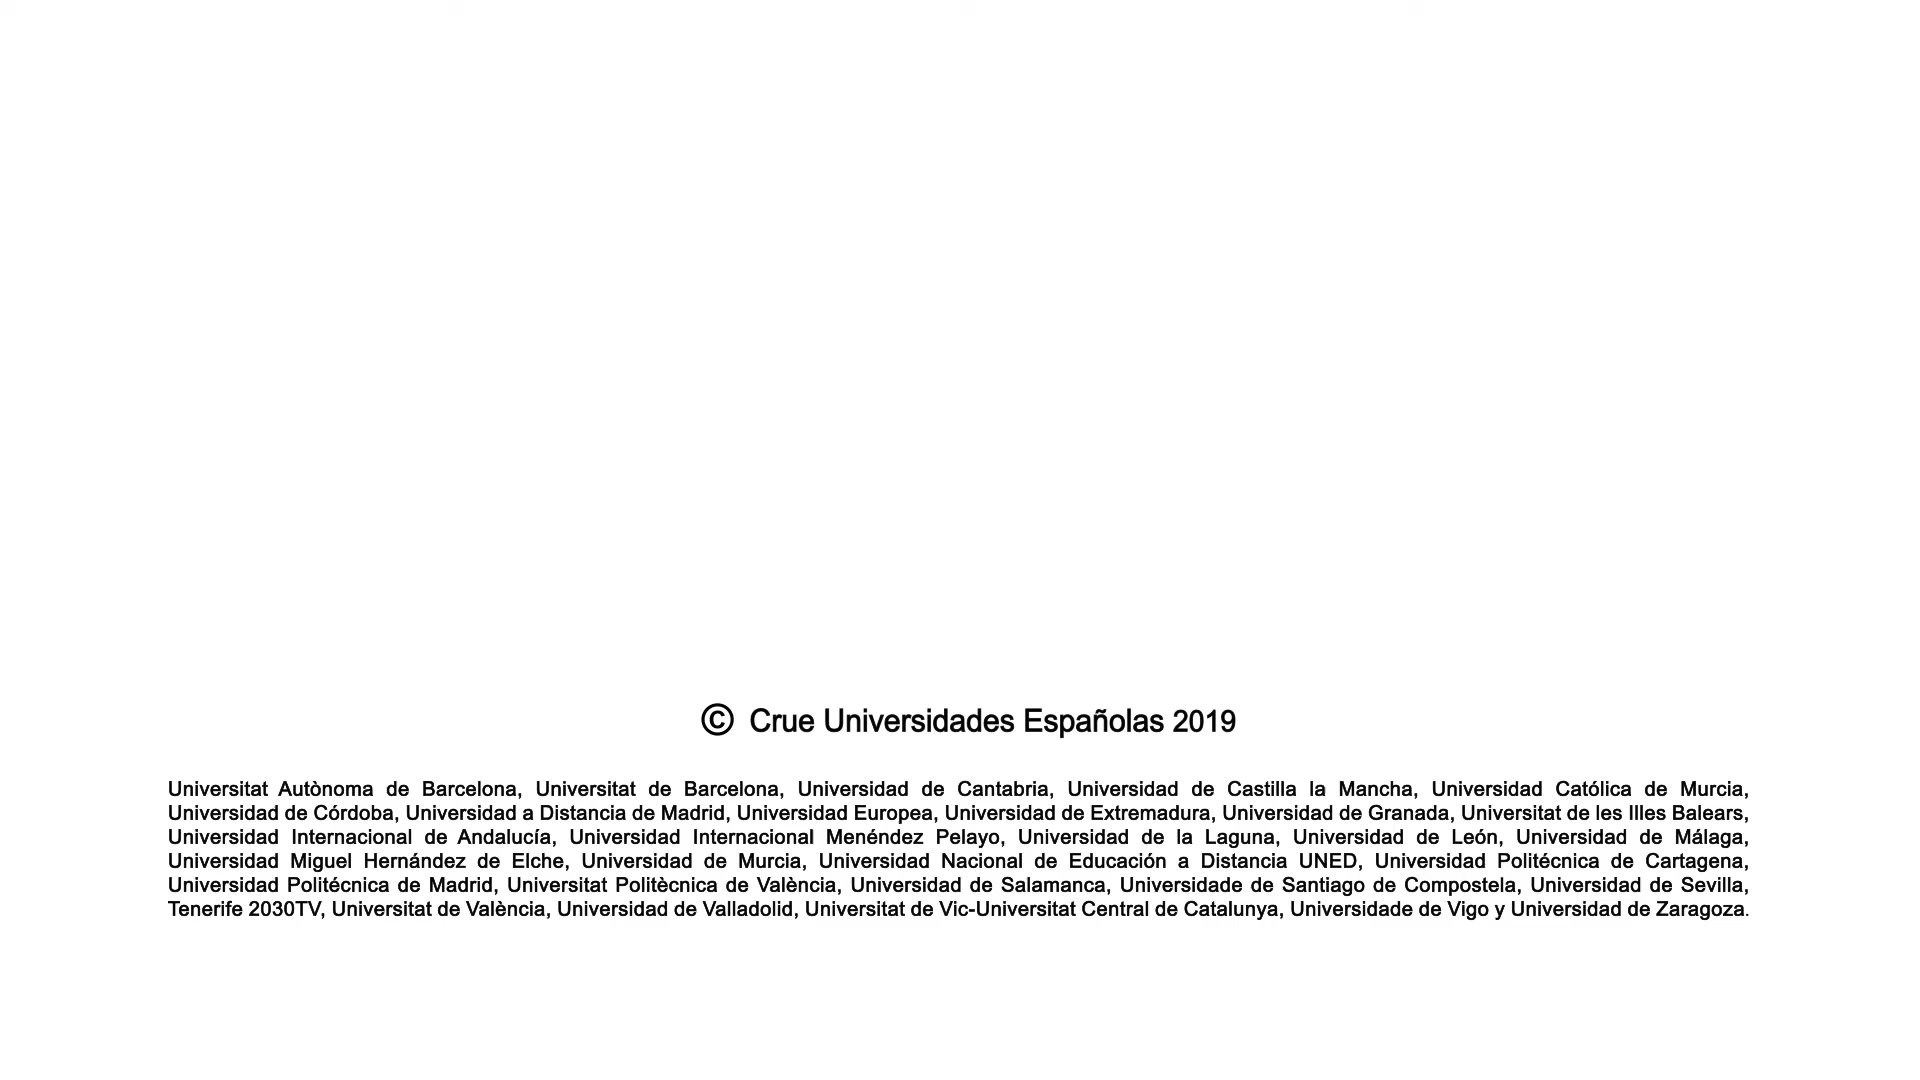 © Crue Universidades Españolas 2019
Universitat Autònoma de Barcelona, Universitat de Barcelona, Universidad de Cantabria, Universidad de Castilla la Mancha, Universidad Católica de Murcia,
Universidad de Córdoba, Universidad a Distancia de Madrid, Universidad Europea, Universidad de Extremadura, Universidad de Granada, Universitat de les Illes Balears,
Universidad Internacional de Andalucía, Universidad Internacional Menéndez Pelayo, Universidad de la Laguna, Universidad de León, Universidad de Málaga,
Universidad Miguel Hernández de Elche, Universidad de Murcia, Universidad Nacional de Educación a Distancia UNED, Universidad Politécnica de Cartagena,
Universidad Politécnica de Madrid, Universitat Politècnica de València, Universidad de Salamanca, Universidade de Santiago de Compostela, Universidad de Sevilla,
Tenerife 2030TV, Universitat de València, Universidad de Valladolid, Universitat de Vic-Universitat Central de Catalunya, Universidade de Vigo y Universidad de Zaragoza.